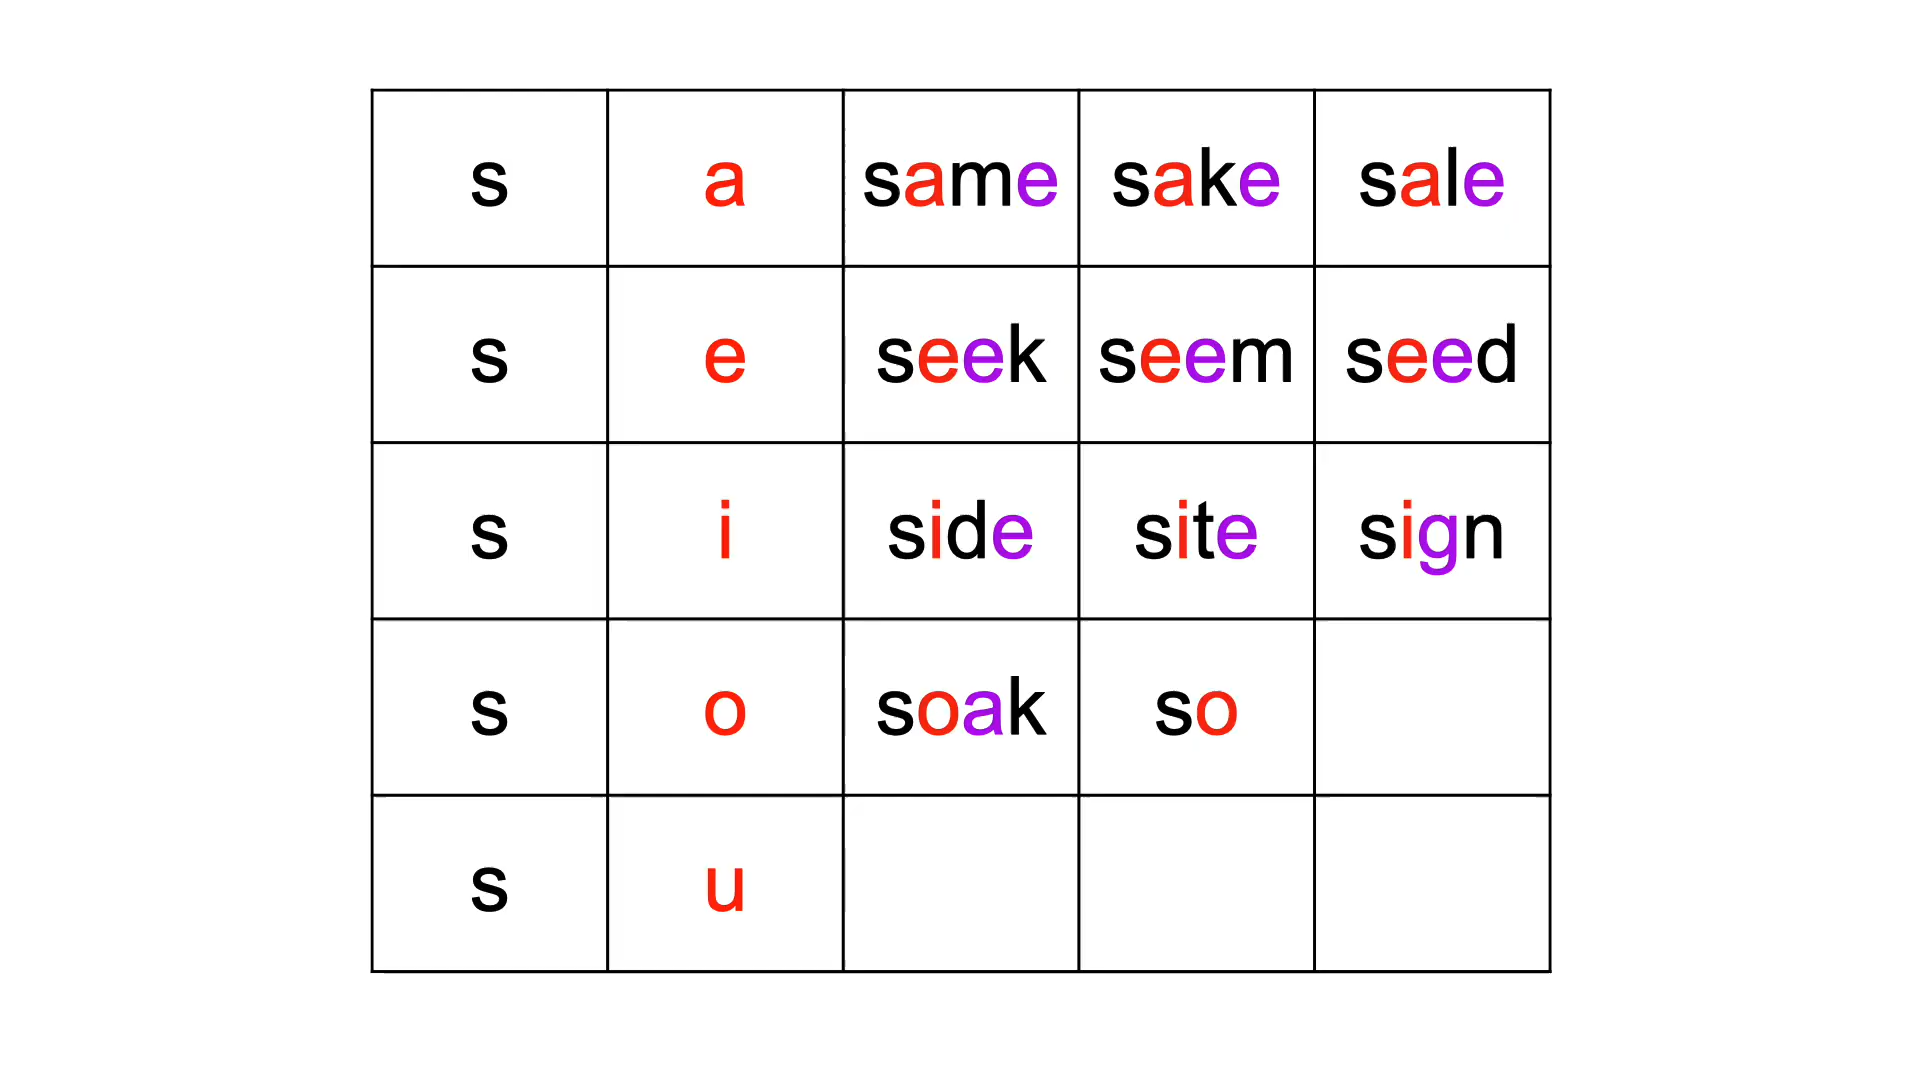 s a same sake sale
s e seek seem seed
s i side site sign
s o soak so
s u